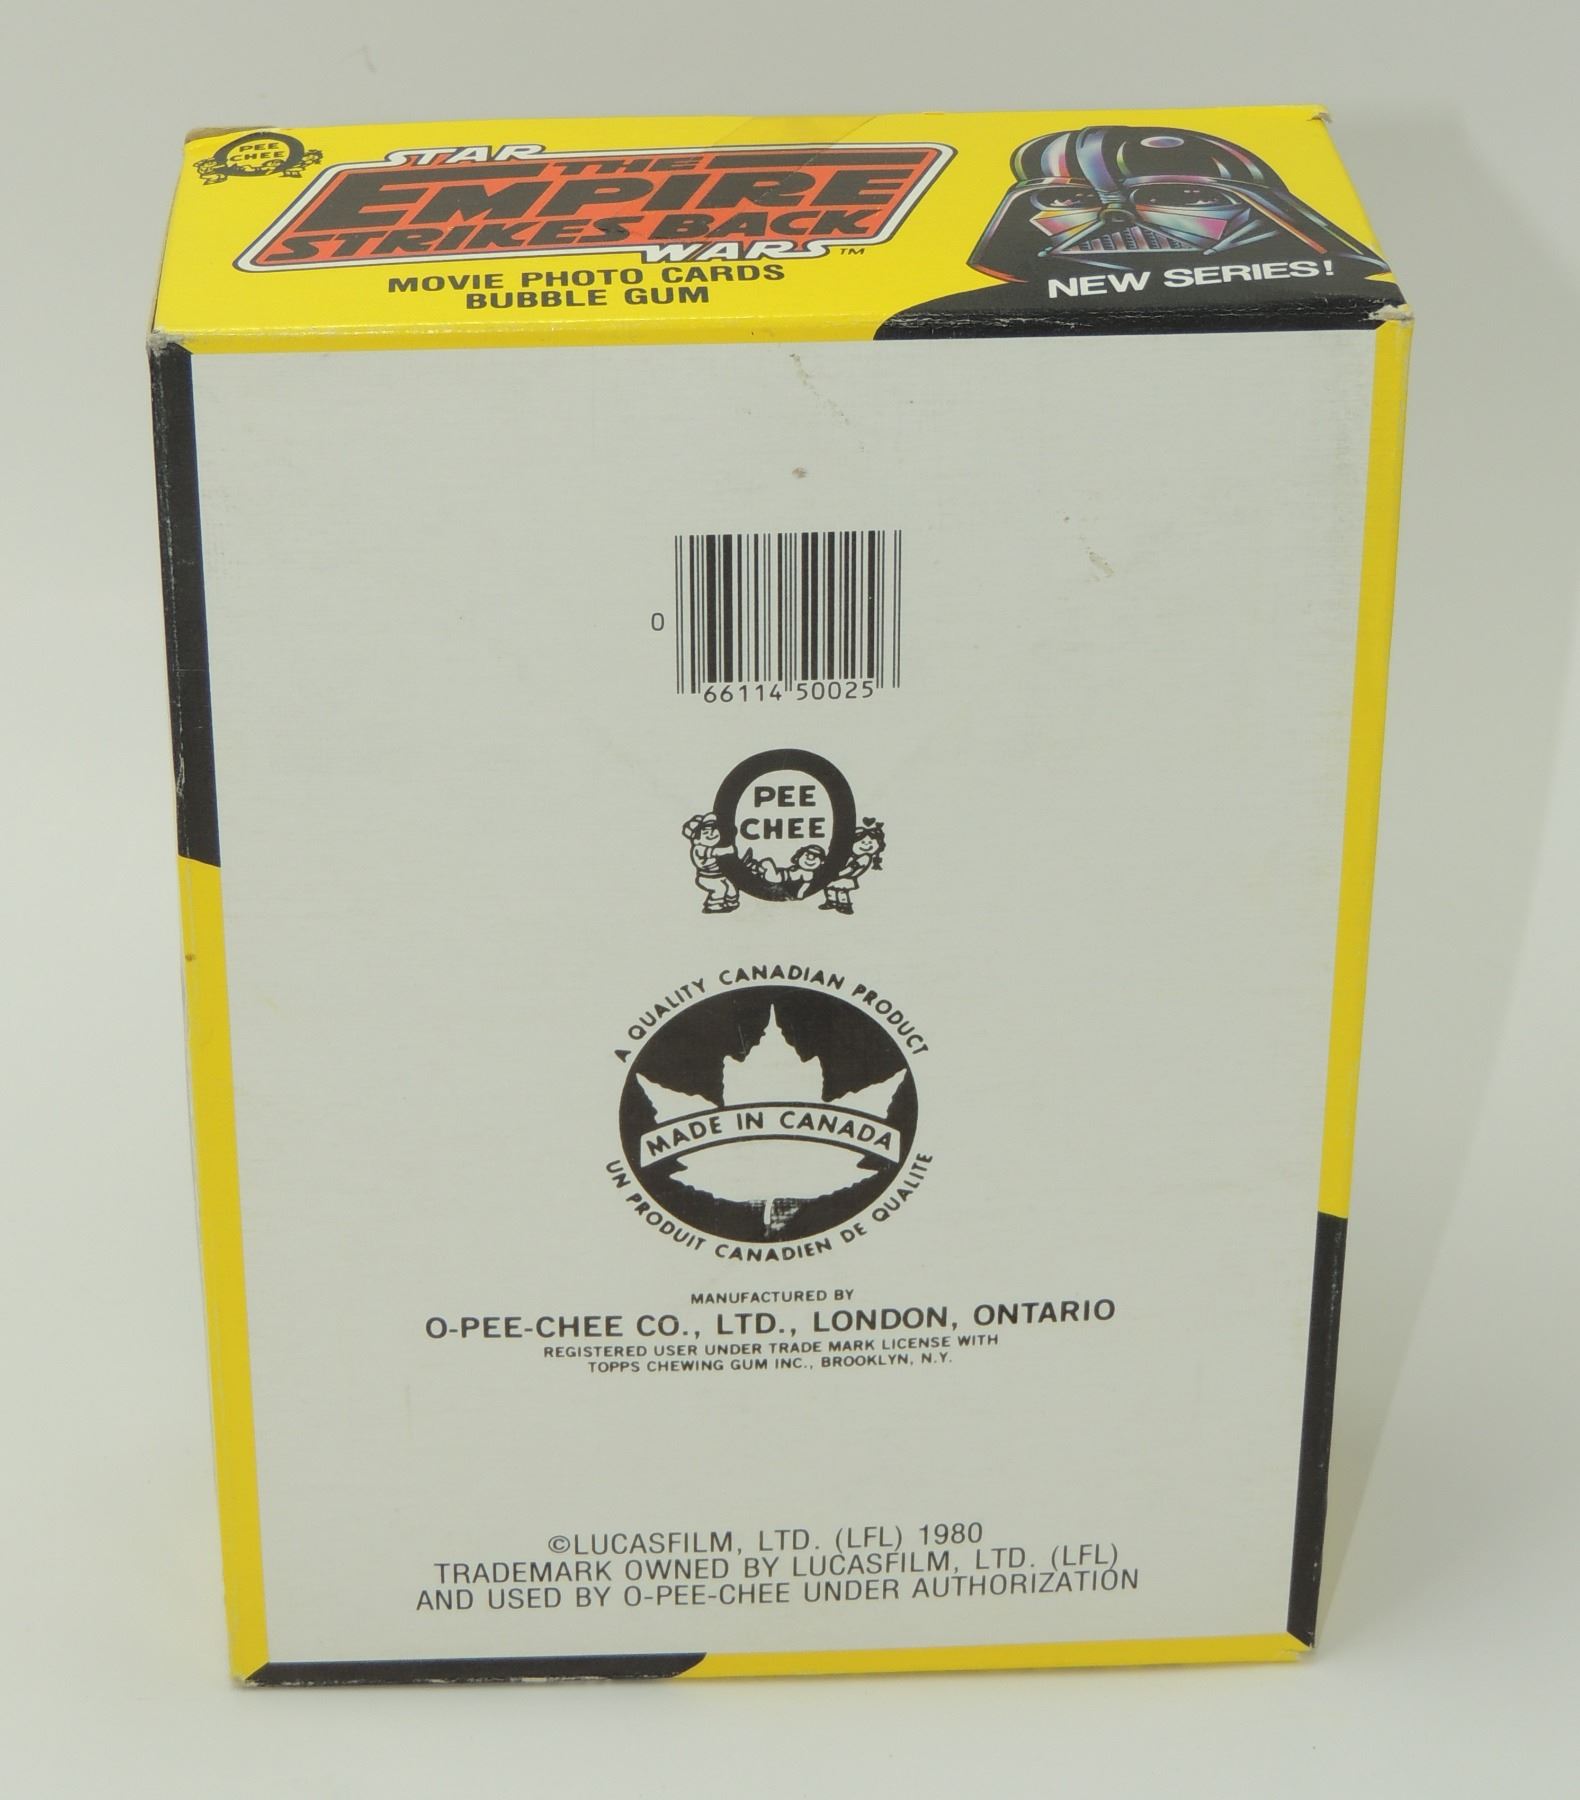 PEE
CHEE
STAR
THE
EMPIRE
STRIKES BACK
WARS TM
MOVIE PHOTO CARDS
BUBBLE GUM
NEW SERIES!
0
66114 50025
PEE
CHEE
A QUALITY CANADIAN PRODUCT
MADE IN CANADA
UN PRODUIT CANADIEN DE QUALITE
MANUFACTURED BY
O-PEE-CHEE CO., LTD., LONDON, ONTARIO
REGISTERED USER UNDER TRADE MARK LICENSE WITH
TOPPS CHEWING GUM INC., BROOKLYN, N.Y.
©LUCASFILM, LTD. (LFL) 1980
TRADEMARK OWNED BY LUCASFILM, LTD. (LFL)
AND USED BY O-PEE-CHEE UNDER AUTHORIZATION